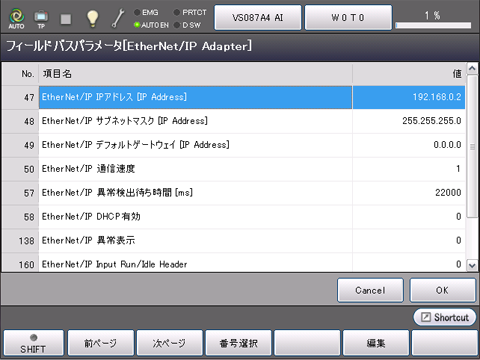 AUTO
TP
EMG
PRTCT
AUTO EN
D SW
VS087A4 AI
W 0 T 0
1 %
フィールドバスパラメータ[EtherNet/IP Adapter]
No. 項目名 値
47 EtherNet/IP IPアドレス [IP Address] 192.168.0.2
48 EtherNet/IP サブネットマスク [IP Address] 255.255.255.0
49 EtherNet/IP デフォルトゲートウェイ [IP Address] 0.0.0.0
50 EtherNet/IP 通信速度 1
57 EtherNet/IP 異常検出待ち時間 [ms] 22000
58 EtherNet/IP DHCP有効 0
138 EtherNet/IP 異常表示 0
160 EtherNet/IP Input Run/Idle Header 0
Cancel
OK
Shortcut
SHIFT
前ページ
次ページ
番号選択
編集